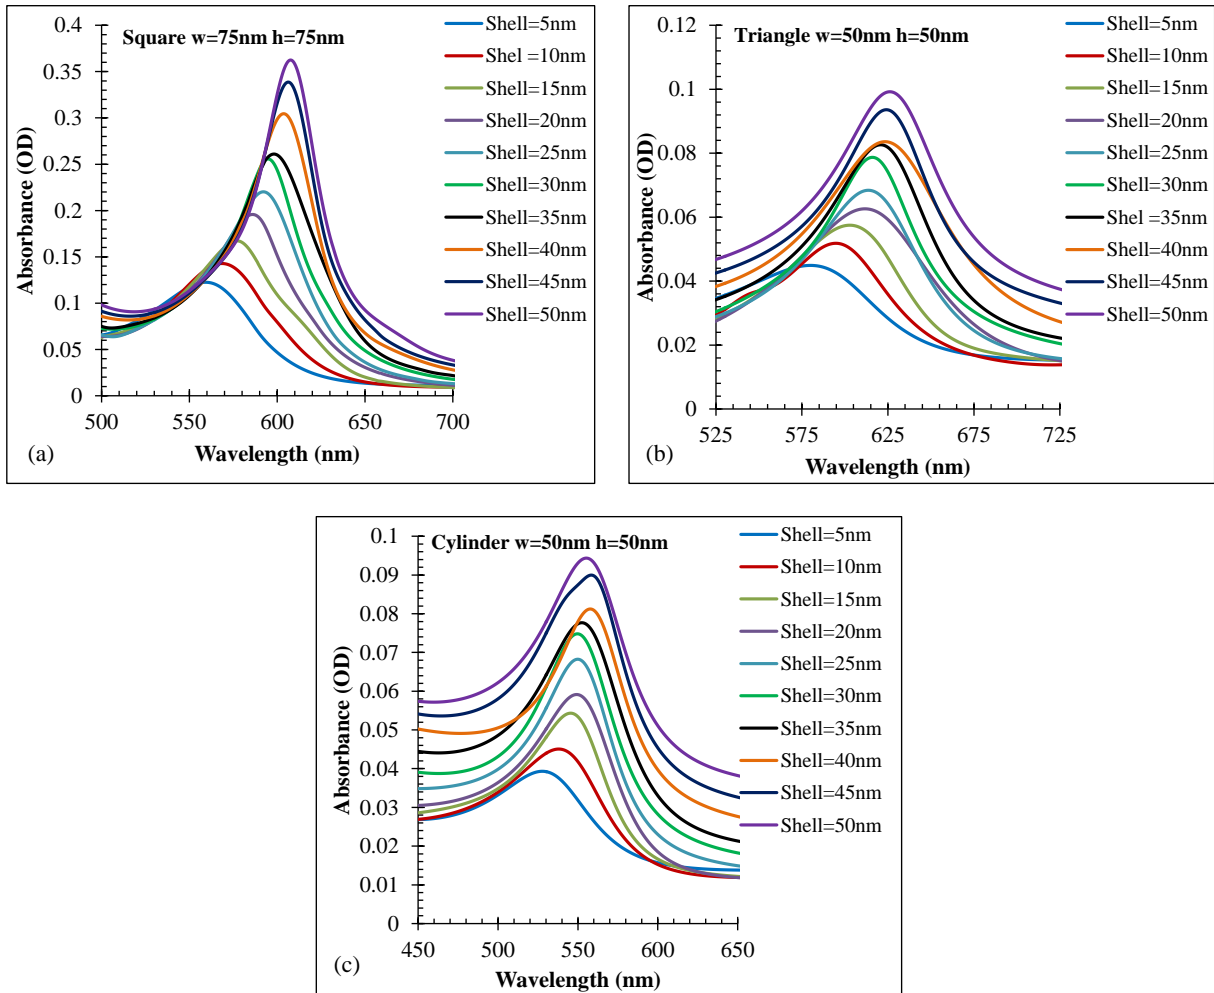 Square w=75nm h=75nm
Absorbance (OD)
0.4
0.35
0.3
0.25
0.2
0.15
0.1
0.05
0
500 550 600 650 700
Wavelength (nm)
(a)
Shell=5nm
Shel =10nm
Shell=15nm
Shell=20nm
Shell=25nm
Shell=30nm
Shell=35nm
Shell=40nm
Shell=45nm
Shell=50nm
Triangle w=50nm h=50nm
Absorbance (OD)
0.12
0.1
0.08
0.06
0.04
0.02
0
525 575 625 675 725
Wavelength (nm)
(b)
Shell=5nm
Shell=10nm
Shell=15nm
Shell=20nm
Shell=25nm
Shell=30nm
Shel =35nm
Shell=40nm
Shell=45nm
Shell=50nm
Cylinder w=50nm h=50nm
Absorbance (OD)
0.1
0.09
0.08
0.07
0.06
0.05
0.04
0.03
0.02
0.01
0
450 500 550 600 650
Wavelength (nm)
(c)
Shell=5nm
Shell=10nm
Shell=15nm
Shell=20nm
Shell=25nm
Shell=30nm
Shell=35nm
Shell=40nm
Shell=45nm
Shell=50nm